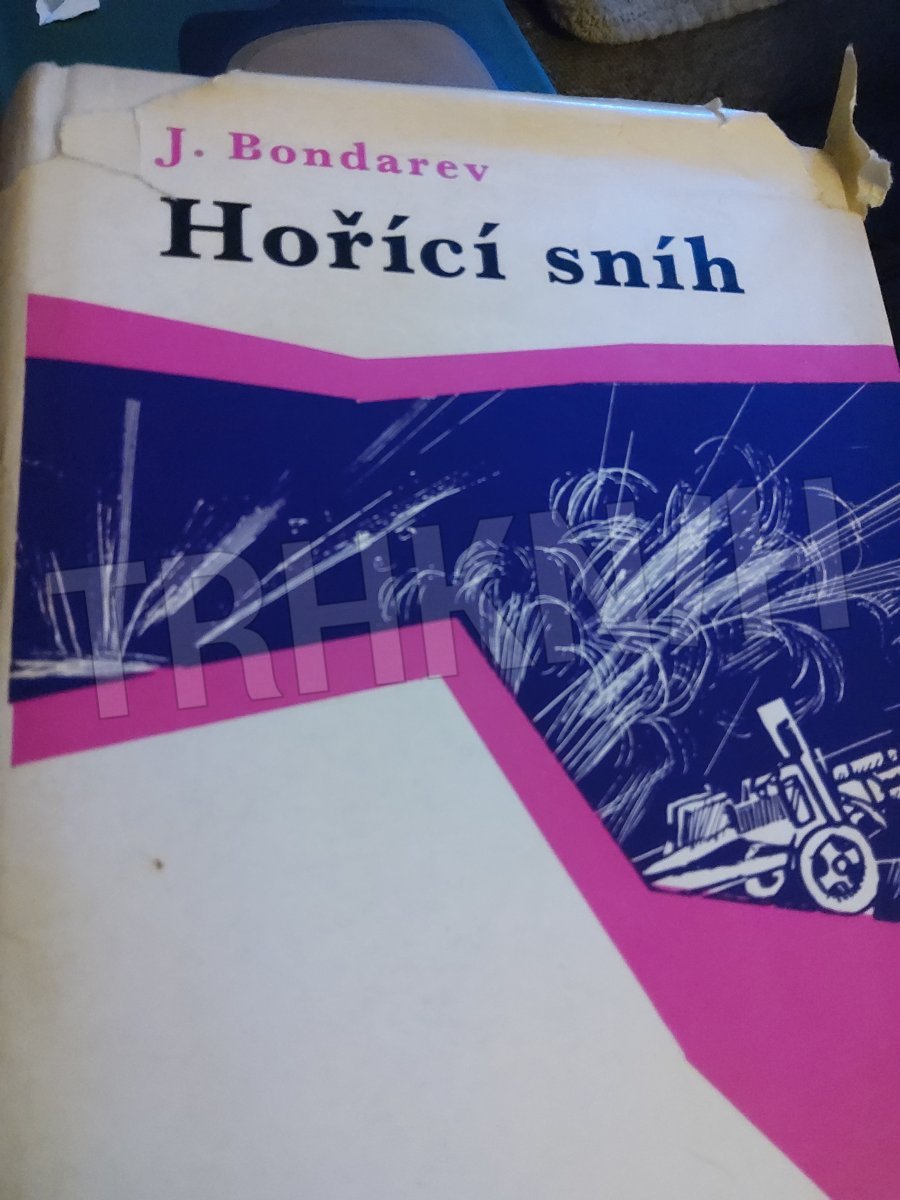 J. Bondarev
Hořící sníh
TRHKNIH